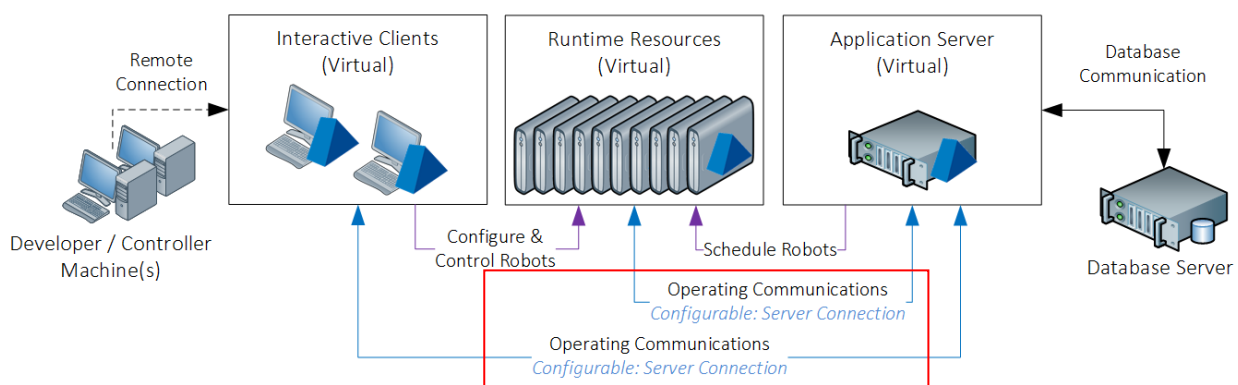 Interactive Clients
(Virtual)
Runtime Resources
(Virtual)
Application Server
(Virtual)
Remote
Connection
Database
Communication
Developer / Controller
Machine(s)
Configure &
Control Robots
Schedule Robots
Database Server
Operating Communications
Configurable: Server Connection
Operating Communications
Configurable: Server Connection